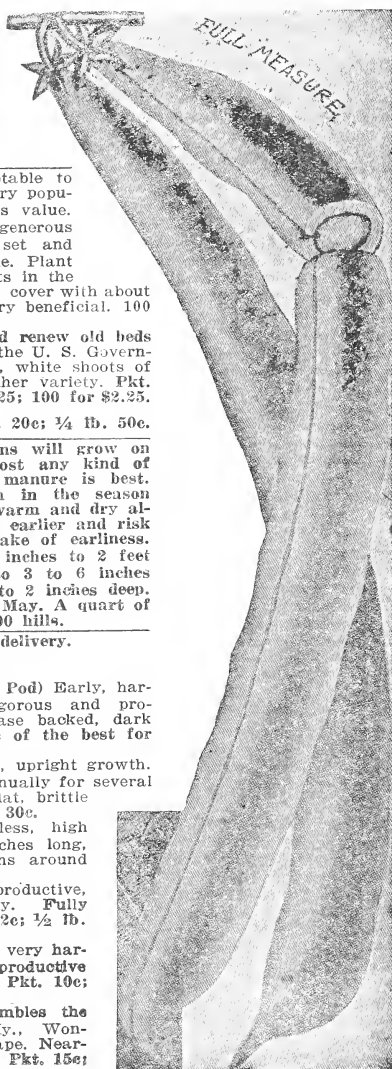 FULL MEASURE
table to
ry popu-
s value.
generous
set and
e. Plant
ts in the
cover with about
ry beneficial. 100
d renew old beds
the U. S. Govern-
, white shoots of
her variety. Pkt.
25; 100 for $2.25.
. 20c; ¼ lb. 50c.
ns will grow on
ost any kind of
manure is best.
n in the season
warm and dry al-
earlier and risk
ake of earliness.
inches to 2 feet
o 3 to 6 inches
to 2 inches deep.
May. A quart of
00 hills.
delivery.
Pod) Early, har-
gorous and pro-
ase backed, dark
of the best for
, upright growth.
nually for several
lat, brittle
30c.
less, high
ches long,
ns around
productive,
y. Fully
2c; ½ lb.
very har-
productive
Pkt. 10c;
mbles the
ly., Won-
ape. Near-
Pkt. 15c;